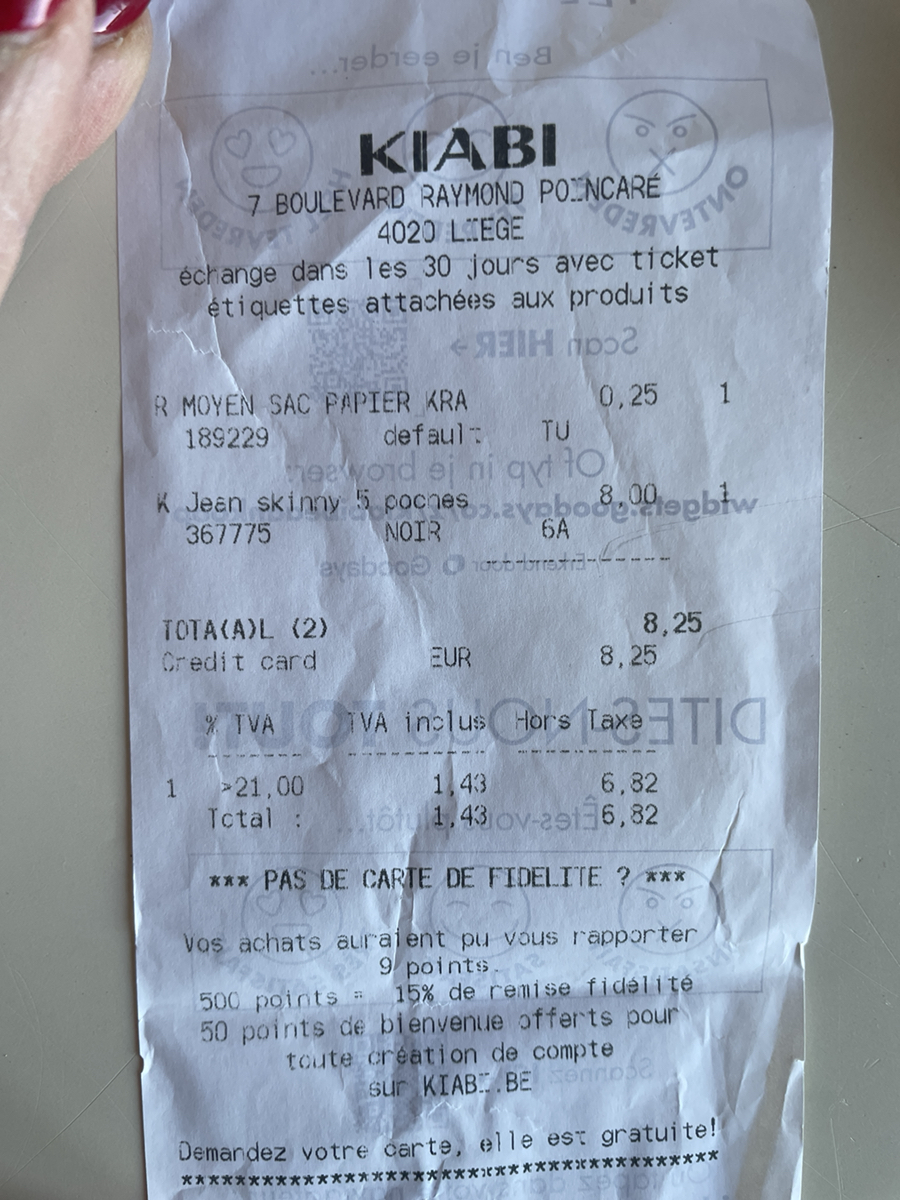 KIABI
7 BOULEVARD RAYMOND POINCARÉ
4020 LIEGE
échange dans les 30 jours avec ticket
étiquettes attachées aux produits
R MOYEN SAC PAPIER KRA 0,25 1
189229 default TU
K Jean skinny 5 poches 8,00 1
367775 NOIR 6A
--------------------
TOTA(A)L (2) 8,25
Credit card EUR 8,25
% TVA TVA inclus Hors Taxe
1 >21,00 1,43 6,82
Total : 1,43 6,82
*** PAS DE CARTE DE FIDELITE ? ***
Vos achats auraient pu vous rapporter
9 points.
500 points = 15% de remise fidélité
50 points de bienvenue offerts pour
toute création de compte
sur KIABI.BE
Demandez votre carte, elle est gratuite!
****************************************